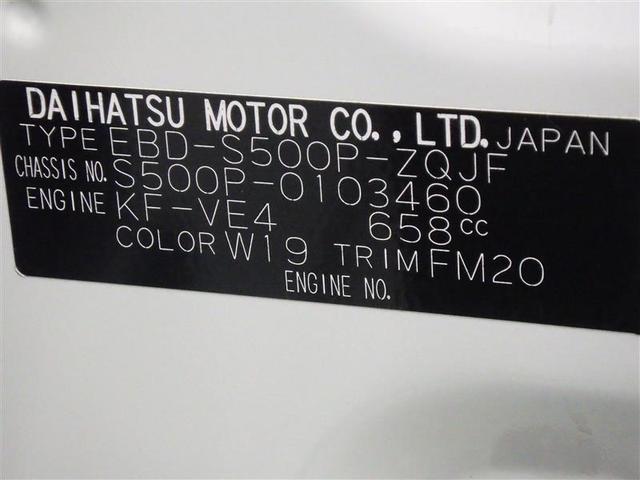 DAIHATSU MOTOR CO., LTD. JAPAN
TYPE EBD-S500P-ZQJF
CHASSIS NO. S500P-0103460
ENGINE KF-VE4 658cc
COLOR W19 TRIM FM20
ENGINE NO.